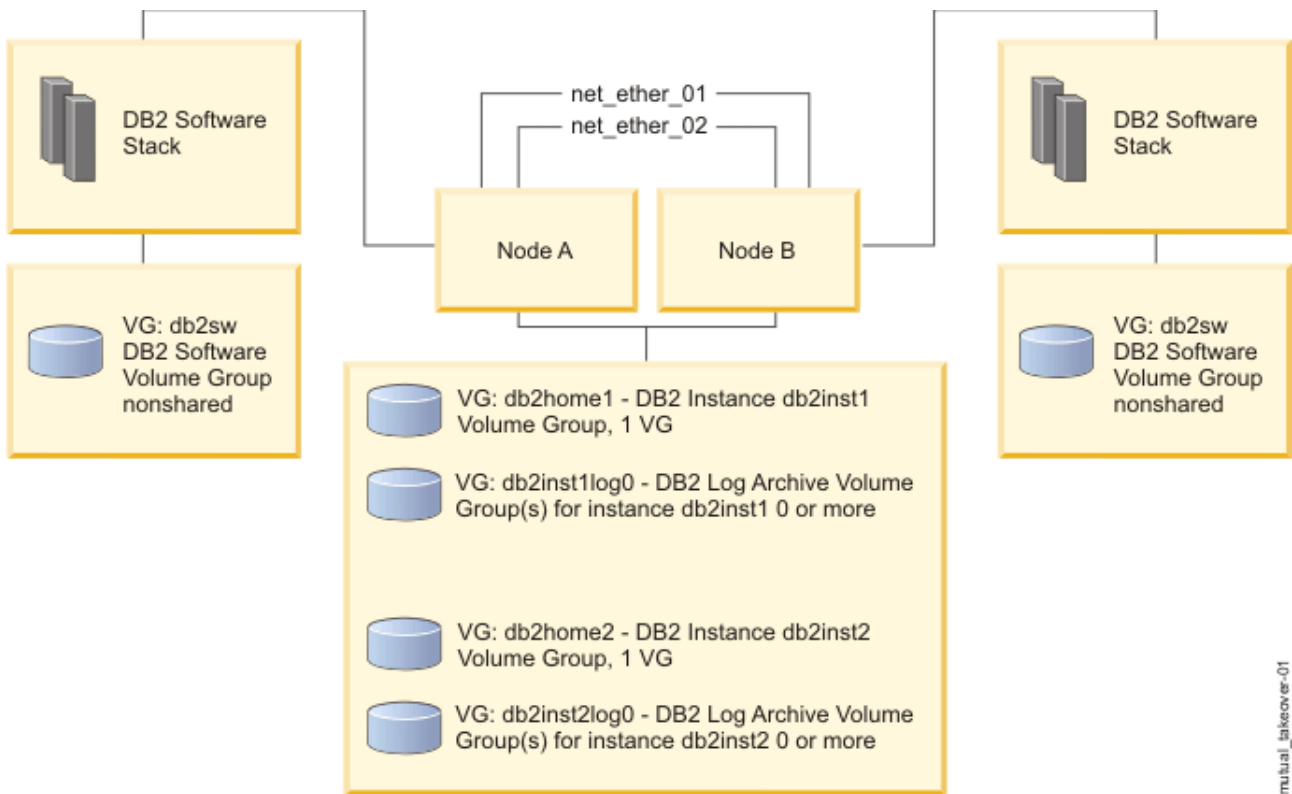 DB2 Software
Stack
VG: db2sw
DB2 Software
Volume Group
nonshared
net_ether_01
net_ether_02
Node A
Node B
DB2 Software
Stack
VG: db2sw
DB2 Software
Volume Group
nonshared
VG: db2home1 - DB2 Instance db2inst1
Volume Group, 1 VG
VG: db2inst1log0 - DB2 Log Archive Volume
Group(s) for instance db2inst1 0 or more
VG: db2home2 - DB2 Instance db2inst2
Volume Group, 1 VG
VG: db2inst2log0 - DB2 Log Archive Volume
Group(s) for instance db2inst2 0 or more
mutual_takeover-01